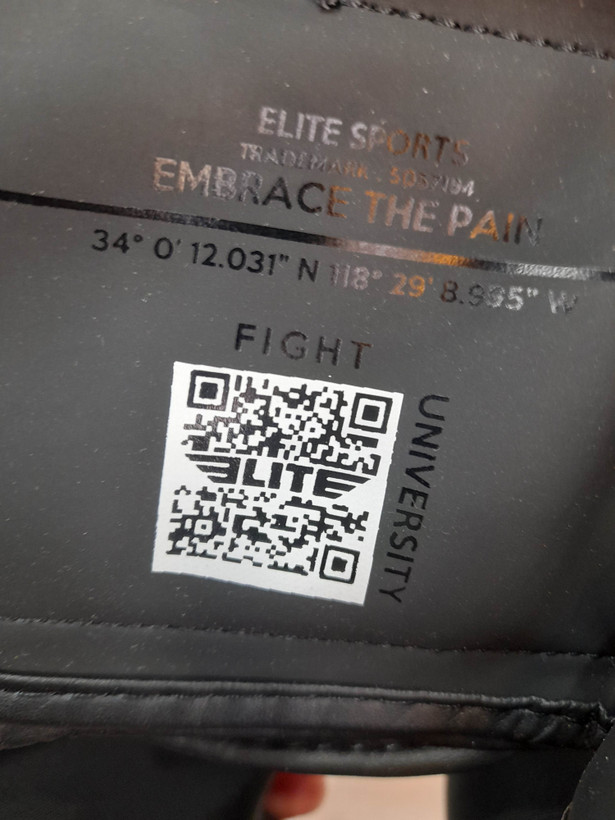 ELITE SPORTS
TRADEMARK - 5057194
EMBRACE THE PAIN
34° 0' 12.031" N 118° 29' 8.995" W
FIGHT
UNIVERSITY
ELITE